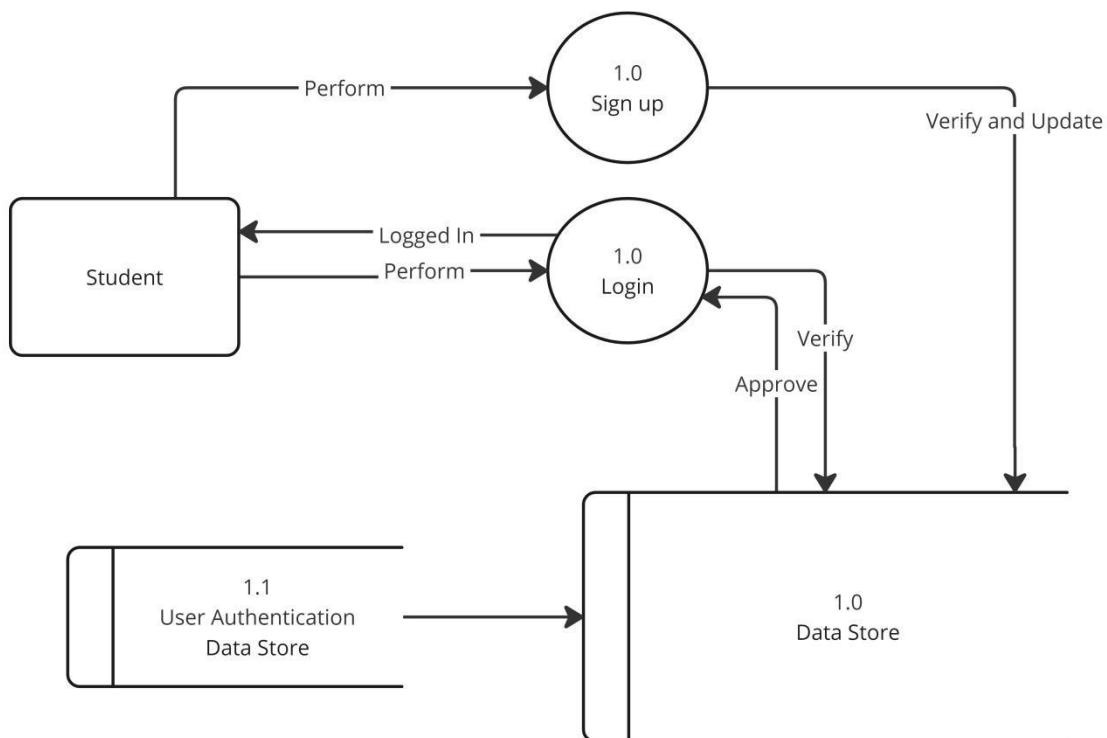 1.0
Sign up
Perform
Verify and Update
Logged In
Perform
Student
1.0
Login
Verify
Approve
1.1
User Authentication
Data Store
1.0
Data Store